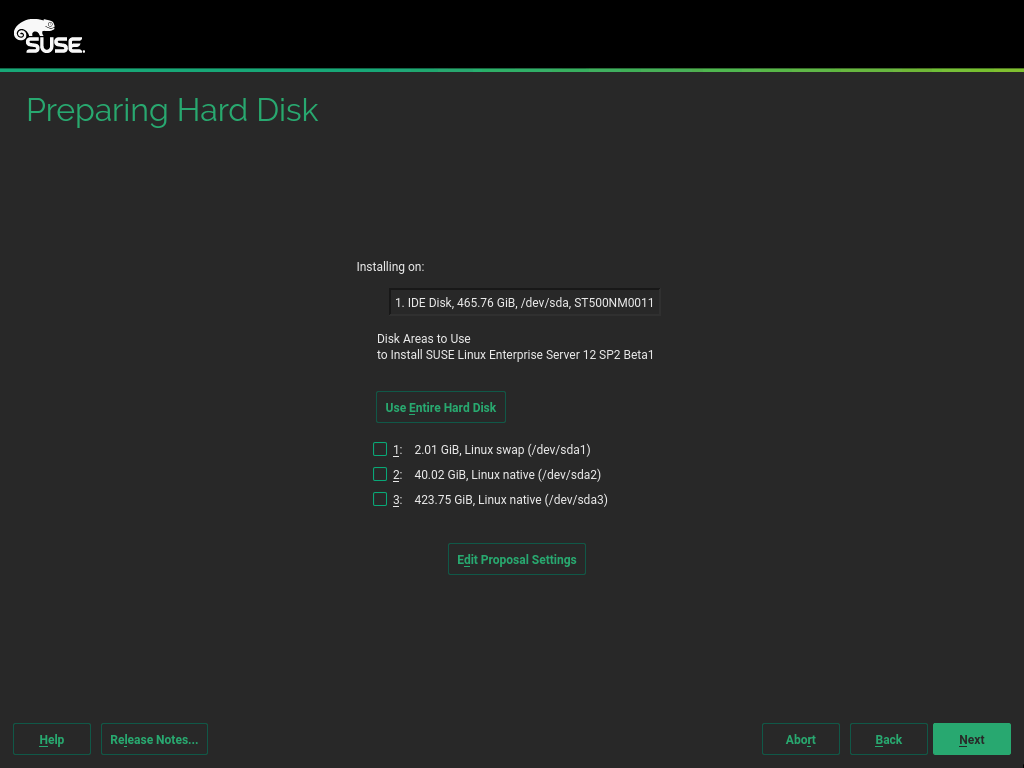 SUSE
Preparing Hard Disk
Installing on:
1. IDE Disk, 465.76 GiB, /dev/sda, ST500NM0011
Disk Areas to Use
to Install SUSE Linux Enterprise Server 12 SP2 Beta1
Use Entire Hard Disk
1: 2.01 GiB, Linux swap (/dev/sda1)
2: 40.02 GiB, Linux native (/dev/sda2)
3: 423.75 GiB, Linux native (/dev/sda3)
Edit Proposal Settings
Help Release Notes... Abort Back Next